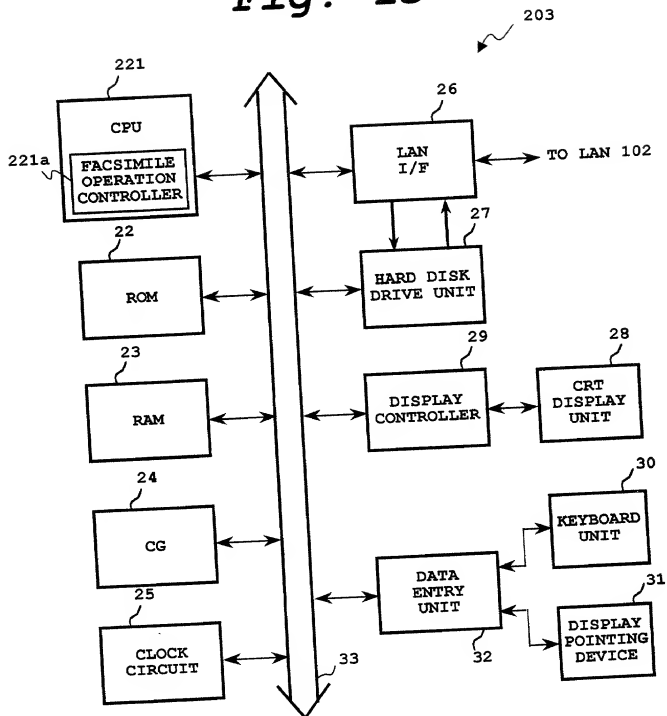 Fig.
203
221
CPU
221a
FACSIMILE
OPERATION
CONTROLLER
26
LAN
I/F
TO LAN 102
22
ROM
27
HARD DISK
DRIVE UNIT
23
RAM
29
DISPLAY
CONTROLLER
28
CRT
DISPLAY
UNIT
24
CG
30
KEYBOARD
UNIT
25
CLOCK
CIRCUIT
DATA
ENTRY
UNIT
32
31
DISPLAY
POINTING
DEVICE
33